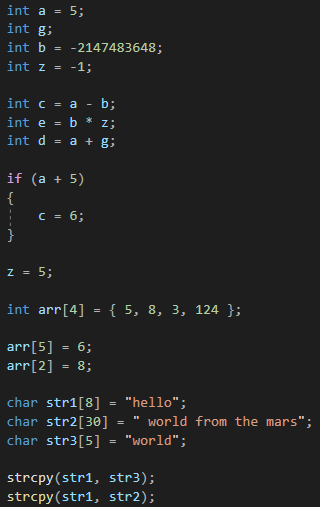 int a = 5;
int g;
int b = -2147483648;
int z = -1;
int c = a - b;
int e = b * z;
int d = a + g;
if (a + 5)
{
c = 6;
}
z = 5;
int arr[4] = { 5, 8, 3, 124 };
arr[5] = 6;
arr[2] = 8;
char str1[8] = "hello";
char str2[30] = " world from the mars";
char str3[5] = "world";
strcpy(str1, str3);
strcpy(str1, str2);